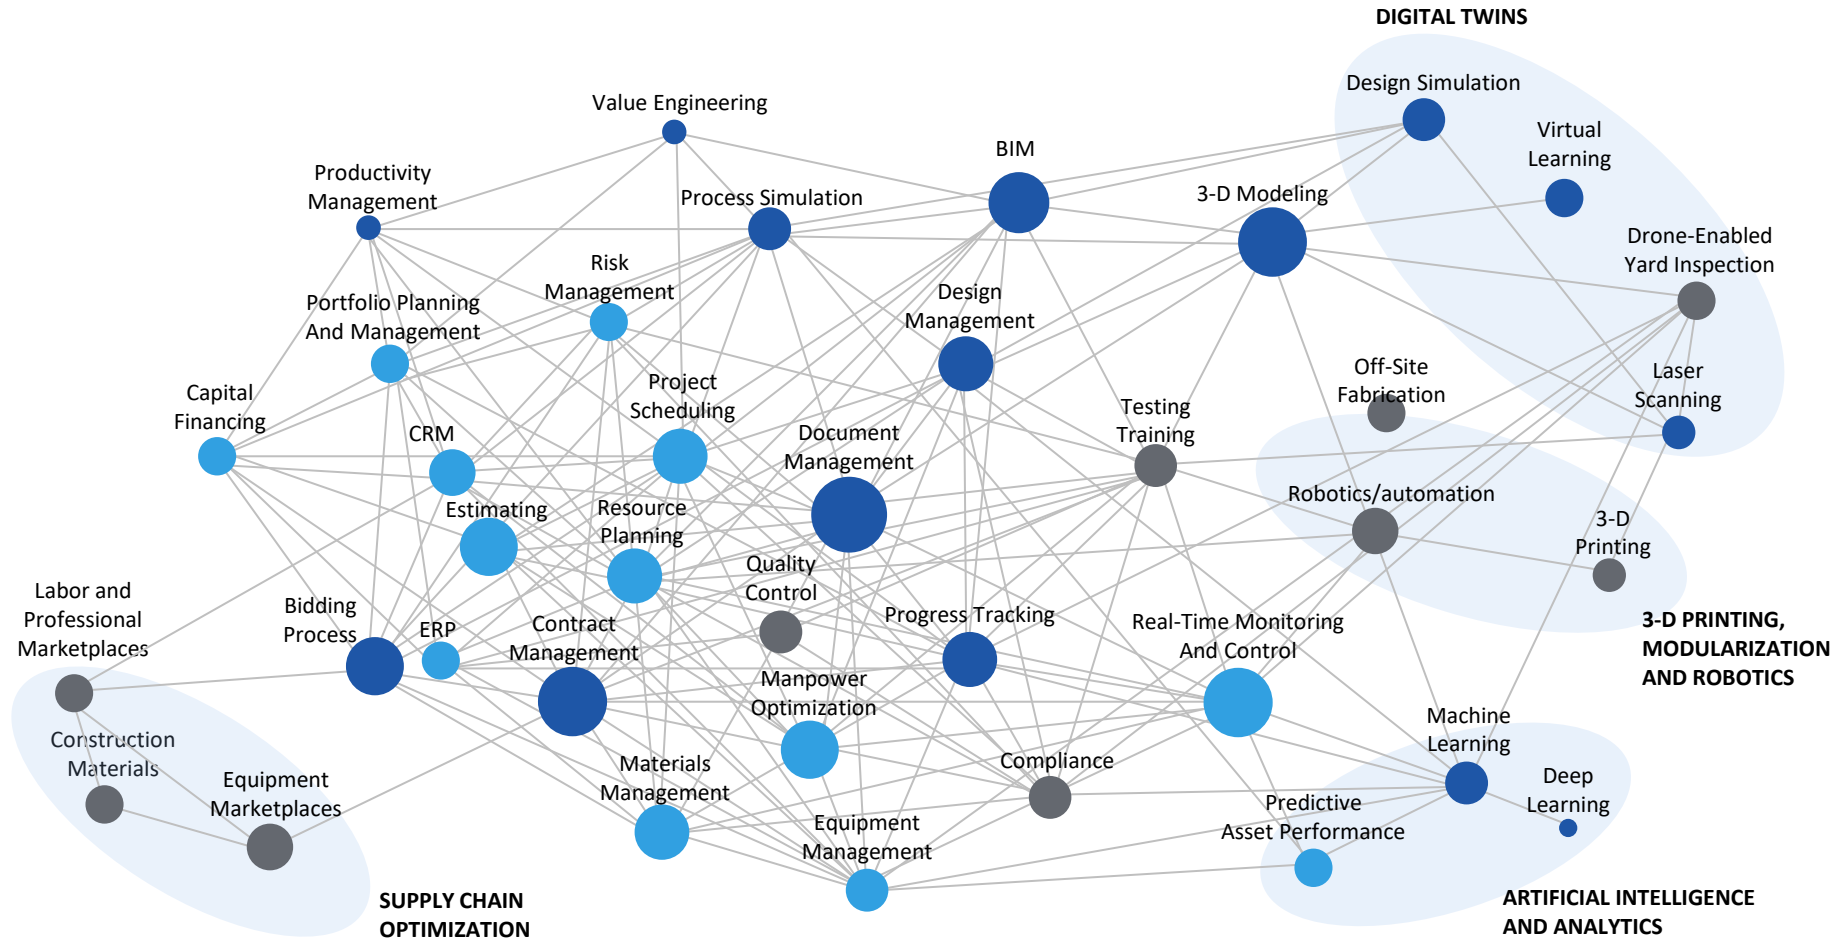 DIGITAL TWINS
Design Simulation
Value Engineering
Virtual
Learning
BIM
Productivity
Management
Process Simulation
3-D Modeling
Drone-Enabled
Yard Inspection
Risk
Management
Design
Management
Portfolio Planning
And Management
Off-Site
Fabrication
Laser
Scanning
Capital
Financing
Project
Scheduling
Testing
Training
CRM
Document
Management
Robotics/automation
Estimating
Resource
Planning
3-D
Printing
Quality
Control
Labor and
Professional
Marketplaces
Bidding
Process
ERP
Contract
Management
Progress Tracking
Real-Time Monitoring
And Control
3-D PRINTING,
MODULARIZATION
AND ROBOTICS
Manpower
Optimization
Machine
Learning
Construction
Materials
Equipment
Marketplaces
Materials
Management
Compliance
Deep
Learning
Predictive
Asset Performance
Equipment
Management
SUPPLY CHAIN
OPTIMIZATION
ARTIFICIAL INTELLIGENCE
AND ANALYTICS